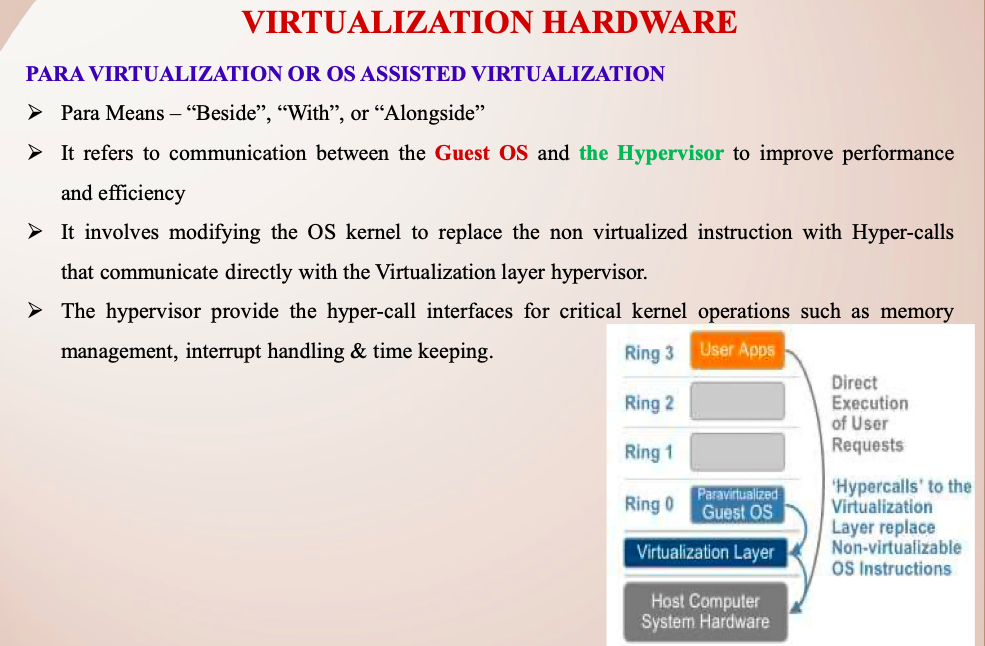 VIRTUALIZATION HARDWARE
PARA VIRTUALIZATION OR OS ASSISTED VIRTUALIZATION
➢ Para Means – “Beside”, “With”, or “Alongside”
➢ It refers to communication between the Guest OS and the Hypervisor to improve performance
and efficiency
➢ It involves modifying the OS kernel to replace the non virtualized instruction with Hyper-calls
that communicate directly with the Virtualization layer hypervisor.
➢ The hypervisor provide the hyper-call interfaces for critical kernel operations such as memory
management, interrupt handling & time keeping.
Ring 3
User Apps
Ring 2
Ring 1
Ring 0
Paravirtualized
Guest OS
Virtualization Layer
Host Computer
System Hardware
Direct
Execution
of User
Requests
‘Hypercalls’ to the
Virtualization
Layer replace
Non-virtualizable
OS Instructions